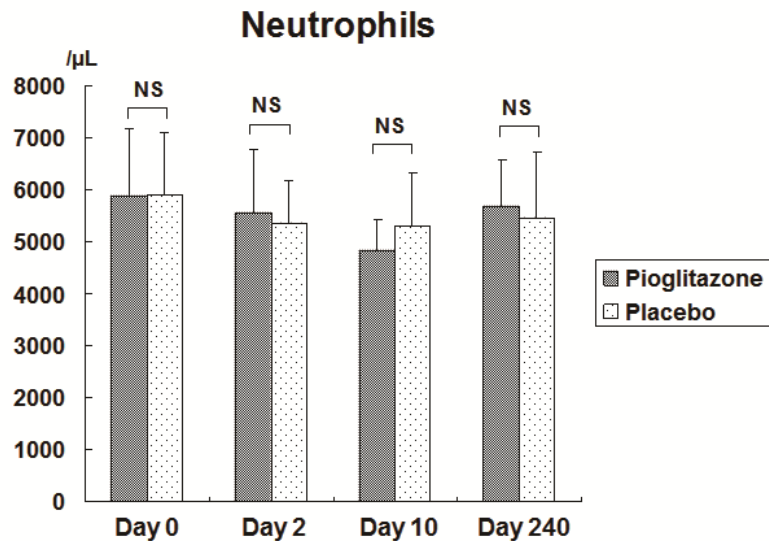 Neutrophils
/µL
8000
7000
6000
5000
4000
3000
2000
1000
0
NS
NS
NS
NS
Pioglitazone
Placebo
Day 0
Day 2
Day 10
Day 240